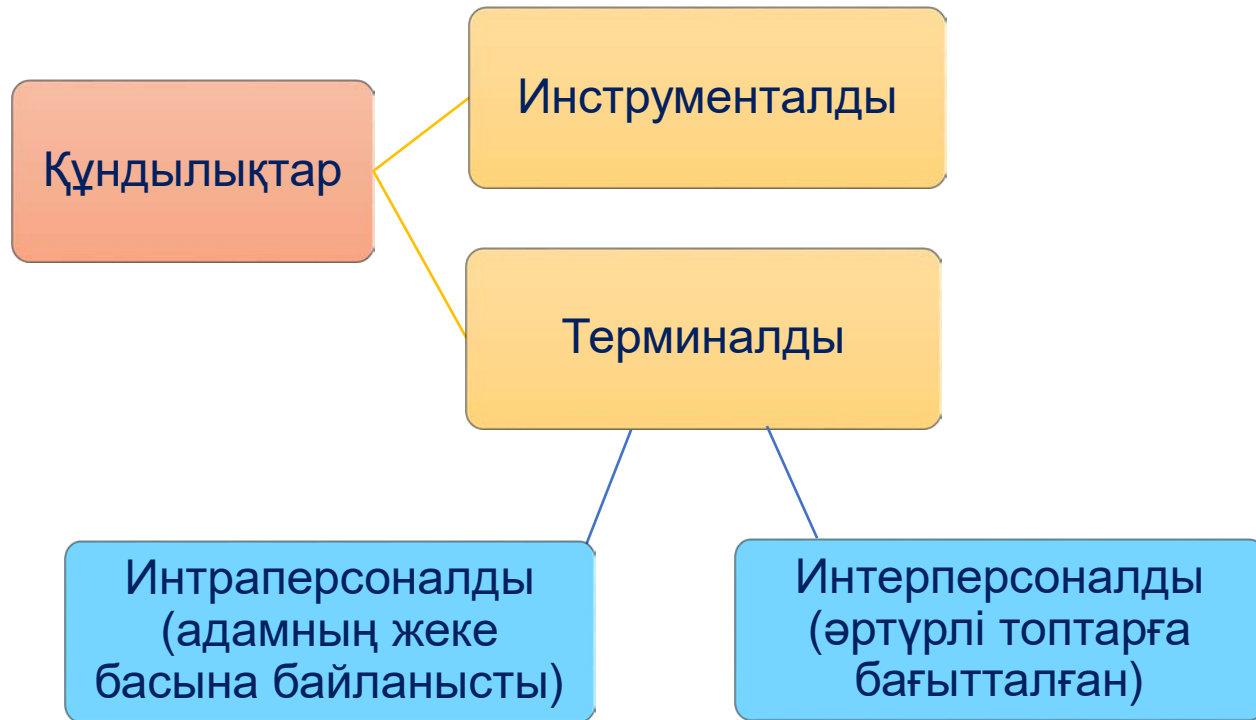 Құндылықтар
Инструменталды
Терминалды
Интраперсоналды
(адамның жеке
басына байланысты)
Интерперсоналды
(әртүрлі топтарға
бағытталған)